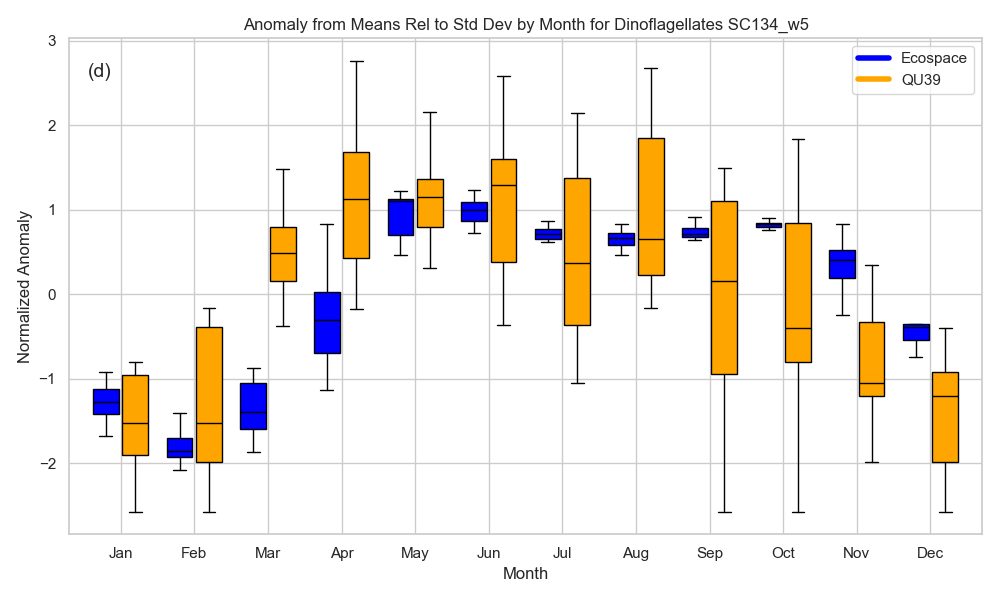 Anomaly from Means Rel to Std Dev by Month for Dinoflagellates SC134_w5
(d)
Ecospace
QU39
Normalized Anomaly
3
2
1
0
−1
−2
Jan Feb Mar Apr May Jun Jul Aug Sep Oct Nov Dec
Month